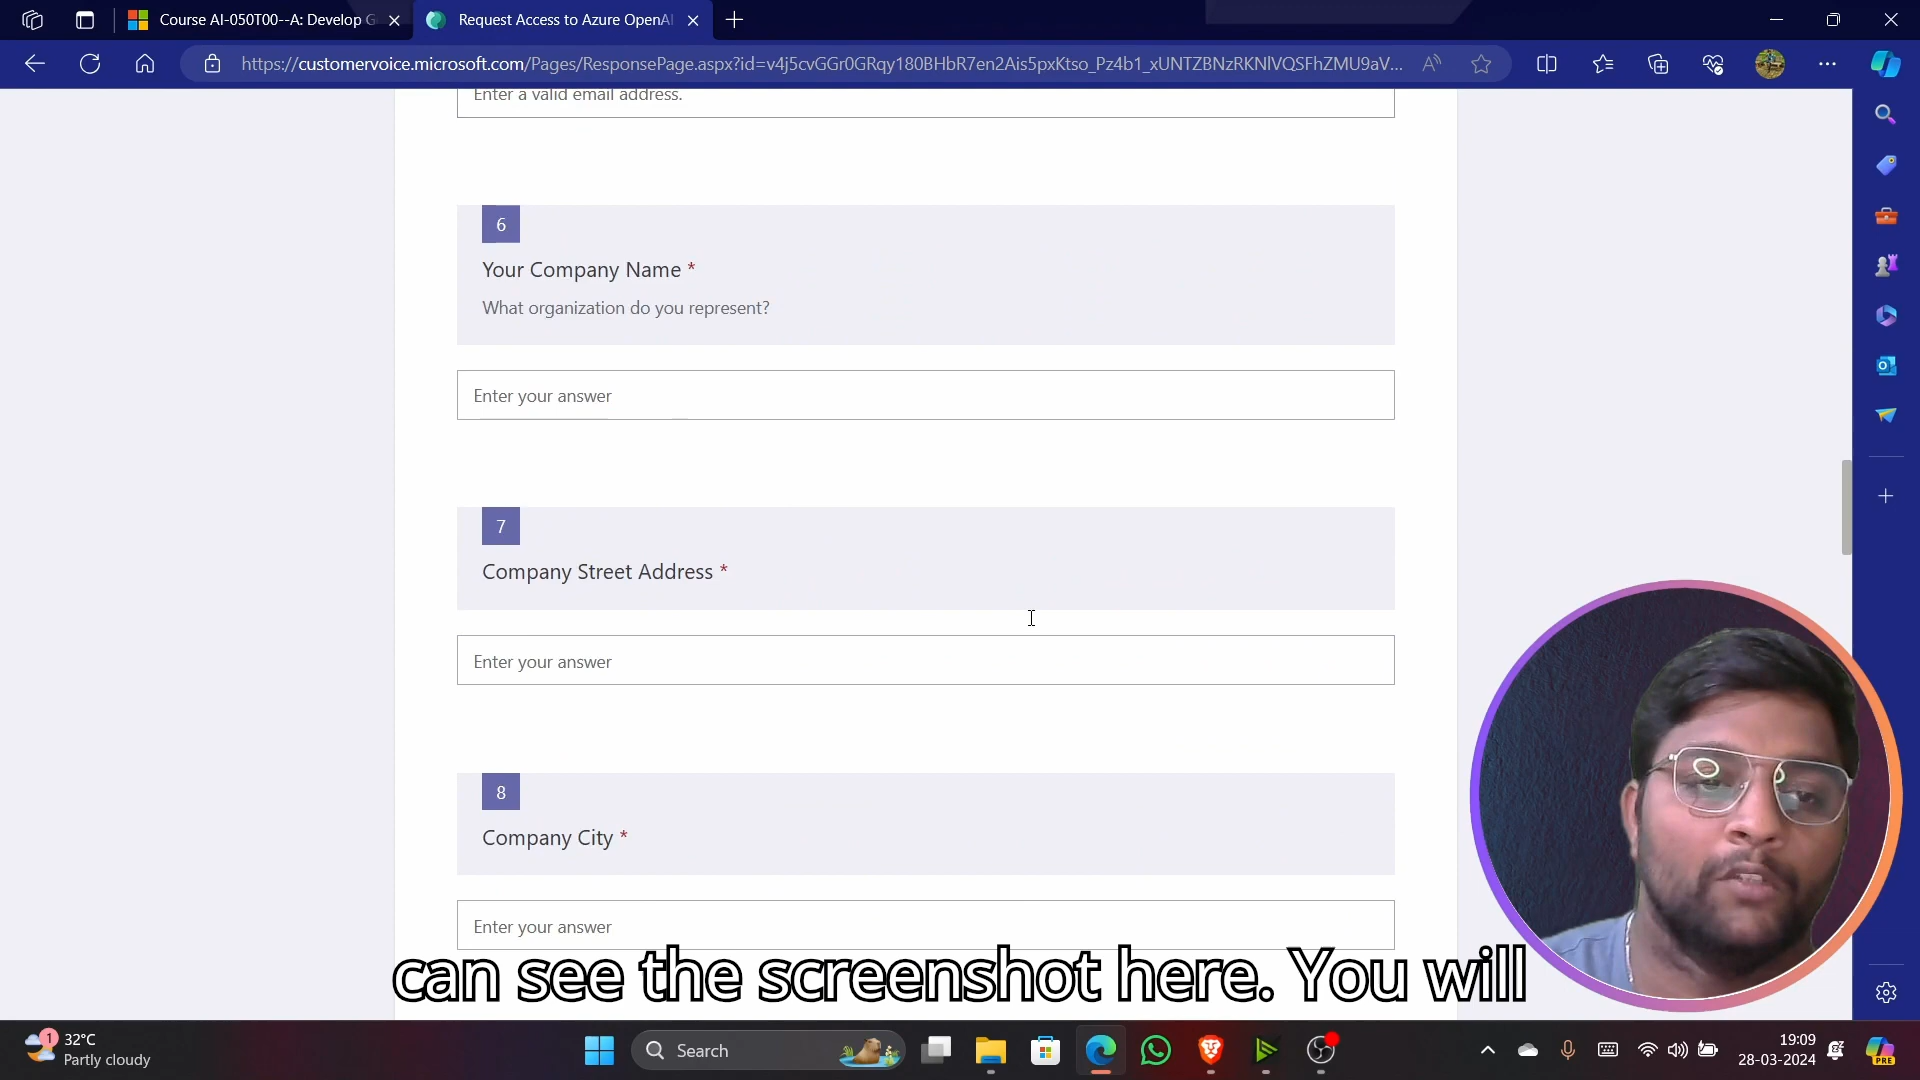 Course AI-050T00--A: Develop G
Request Access to Azure OpenAI
https://customervoice.microsoft.com/Pages/ResponsePage.aspx?id=v4j5cvGGr0GRqy180BHbR7en2Ais5pxKtso_Pz4b1_xUNTZBNzRKNlVQSFhZMU9aV...
Enter a valid email address.
6
Your Company Name *
What organization do you represent?
Enter your answer
7
Company Street Address *
Enter your answer
8
Company City *
Enter your answer
can see the screenshot here. You will
1
32°C
Partly cloudy
Search
19:09
28-03-2024
PRE